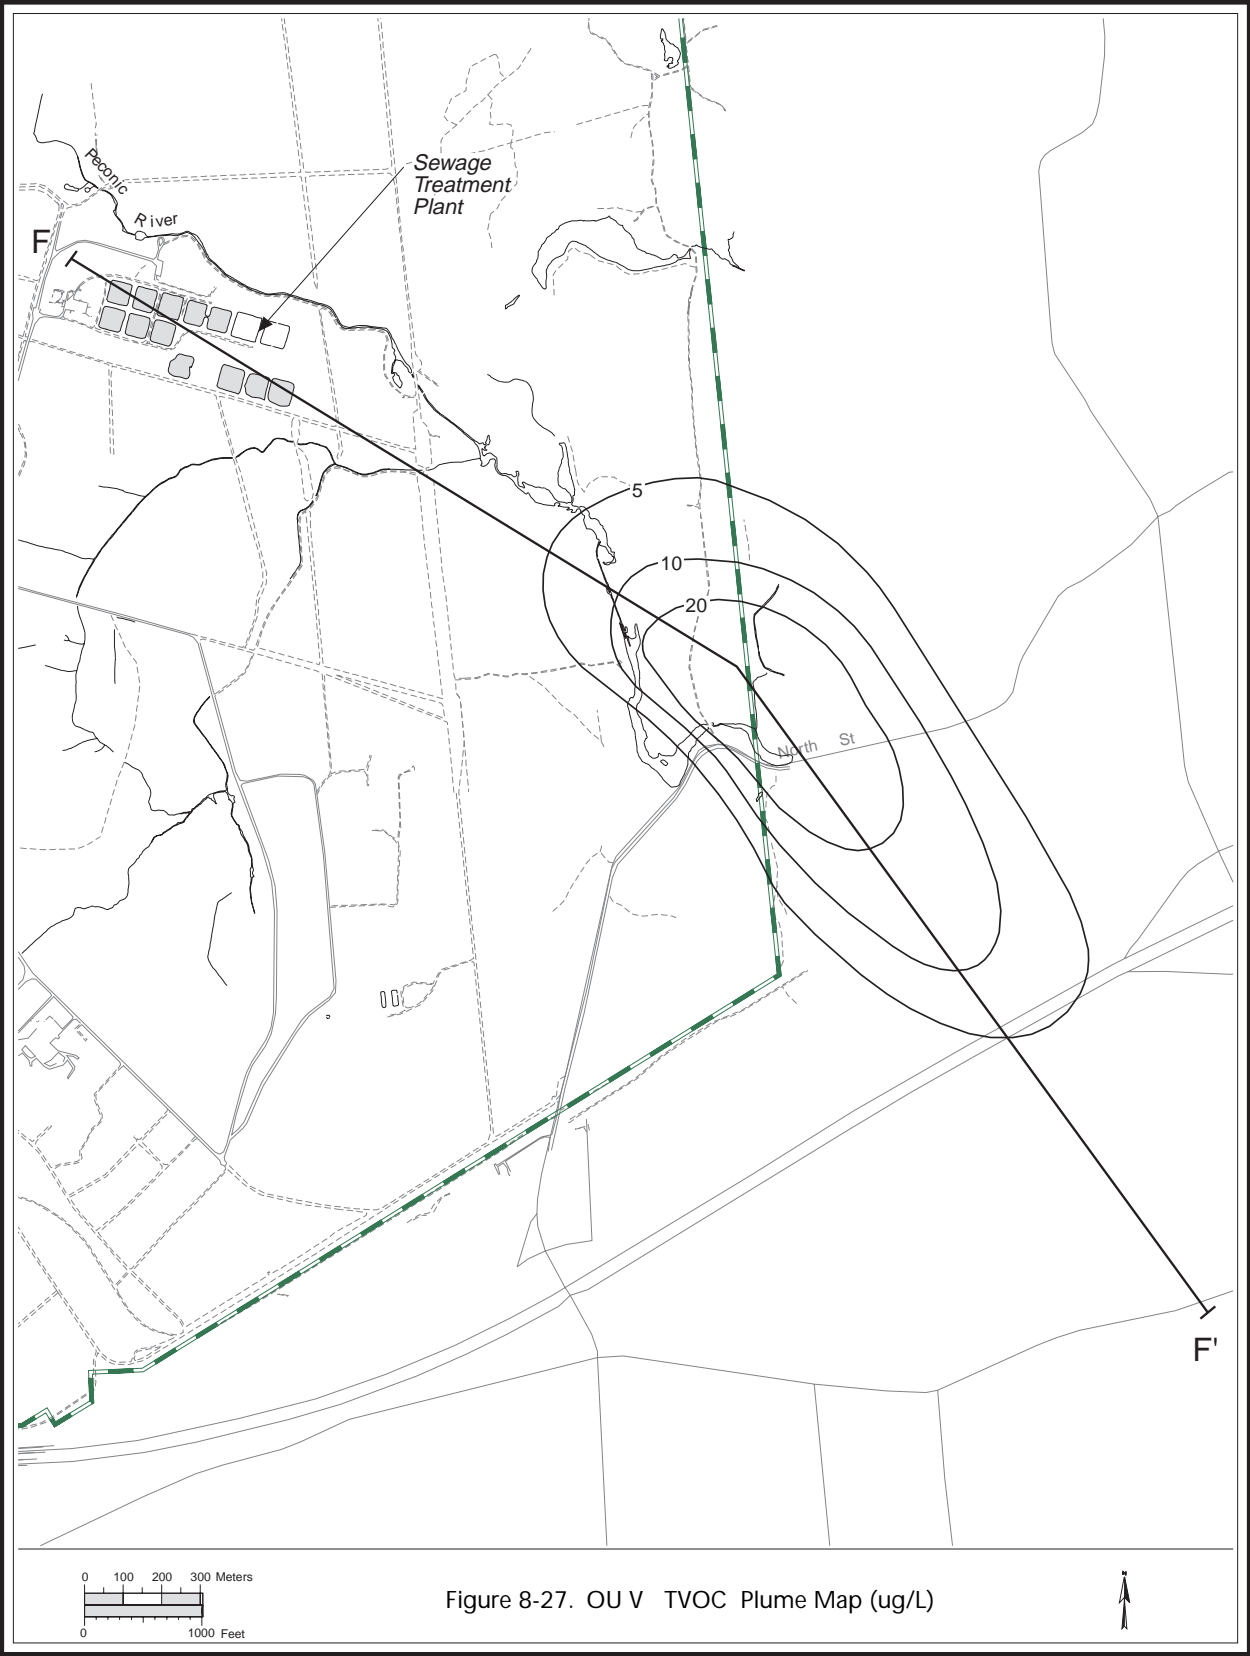 Sewage
Treatment
Plant
Peconic
River
F
5
10
20
North St
F'
0 100 200 300 Meters
0 1000 Feet
Figure 8-27. OU V TVOC Plume Map (ug/L)
N